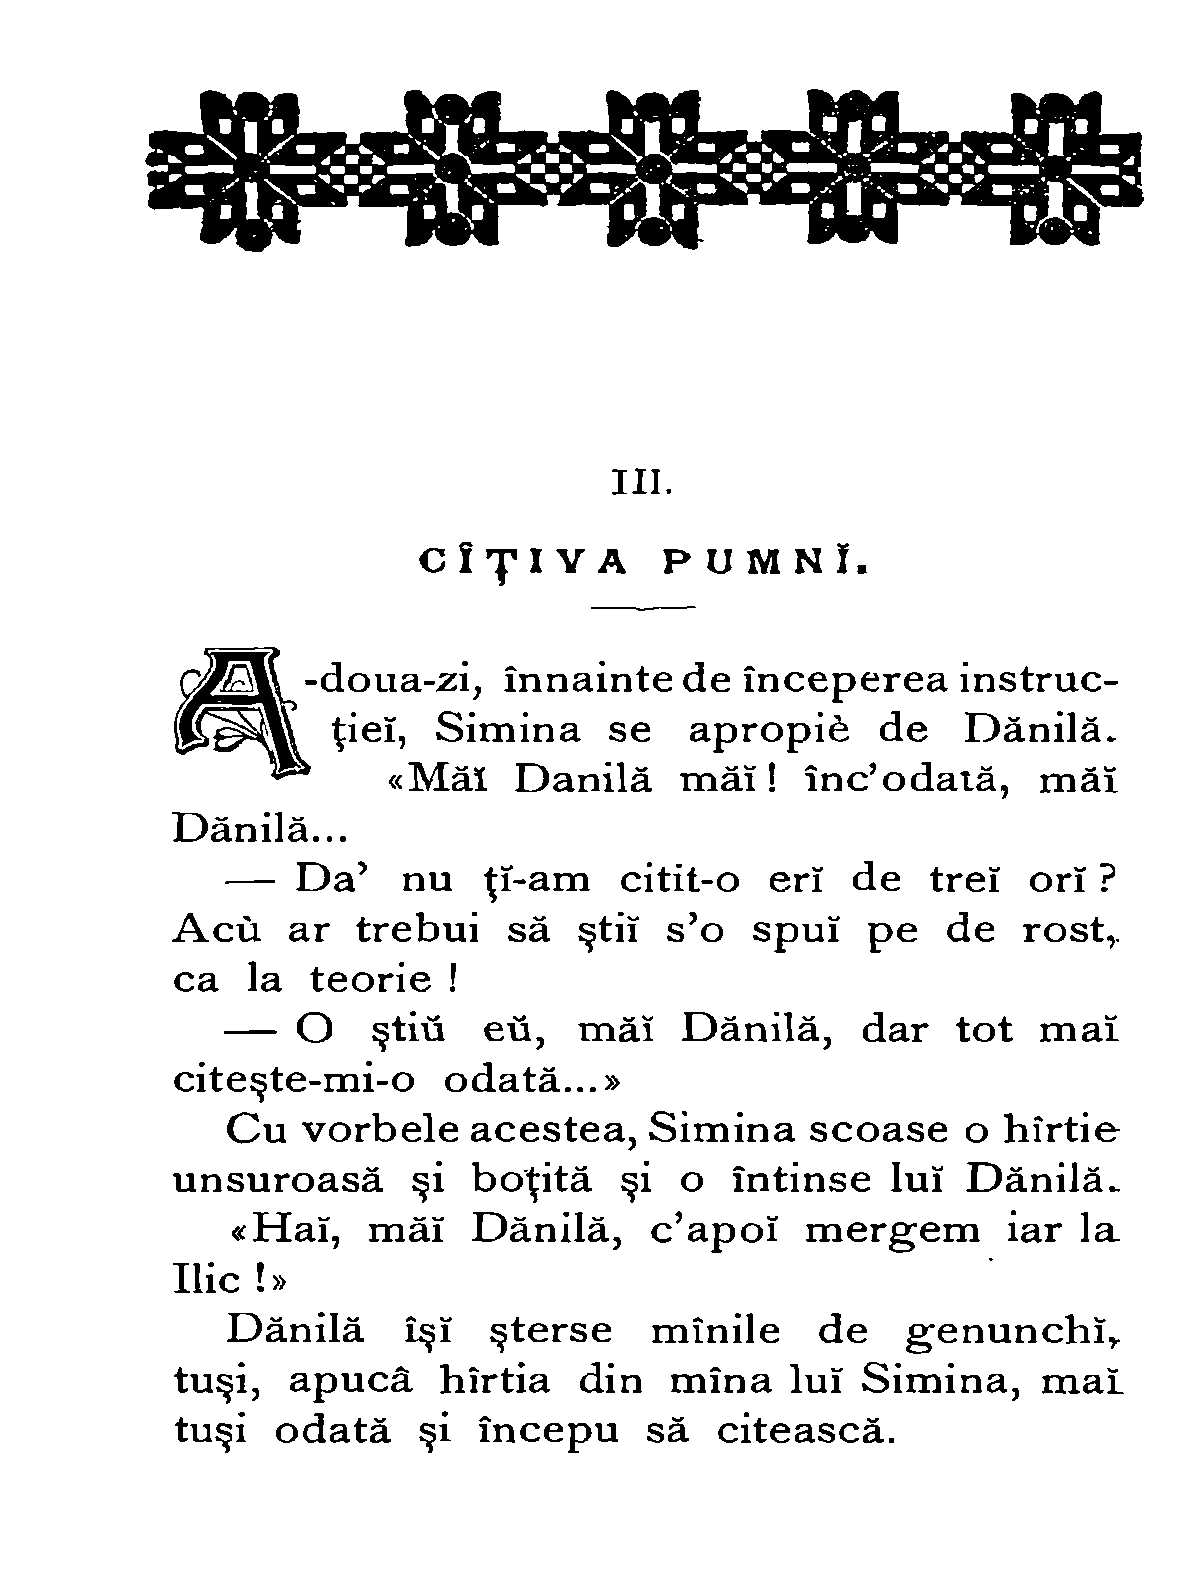 III.
CÎŢIVA PUMNĬ.
A-doua-zi, înnainte de începerea instruc-
ţieĭ, Simina se apropiè de Dănilă.
«Măĭ Danilă măĭ! înc’odată, măĭ
Dănilă...
— Da’ nu ţĭ-am citit-o erĭ de treĭ orĭ?
Acù ar trebui să ştiĭ s’o spuĭ pe de rost,
ca la teorie!
— O ştiŭ eŭ, măĭ Dănilă, dar tot maĭ
citeşte-mi-o odată...»
Cu vorbele acestea, Simina scoase o hîrtie
unsuroasă şi boţită şi o întinse luĭ Dănilă.
«Haĭ, măĭ Dănilă, c’apoĭ mergem iar la
Ilic!»
Dănilă îşĭ şterse mînile de genunchĭ,
tuşi, apucâ hîrtia din mîna luĭ Simina, maĭ
tuşi odată şi începu să citească.